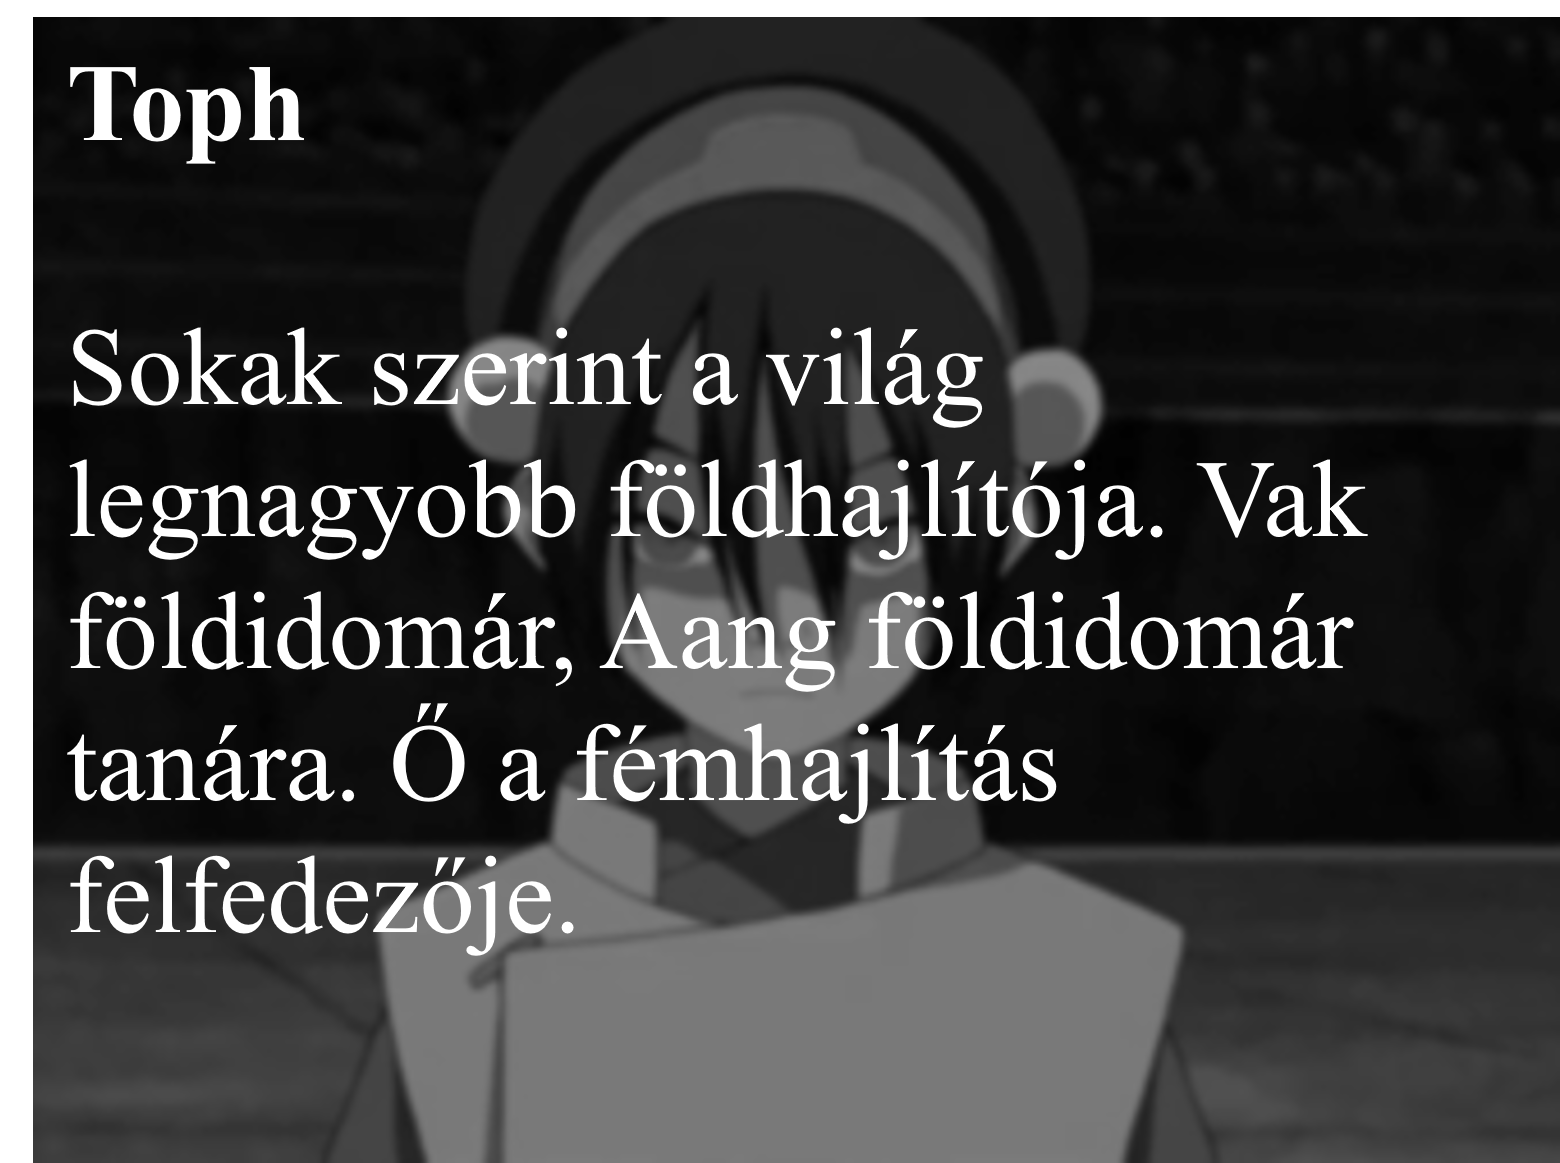 Toph
Sokak szerint a világ
legnagyobb földhajlítója. Vak
földidomár, Aang földidomár
tanára. Ő a fémhajlítás
felfedezője.